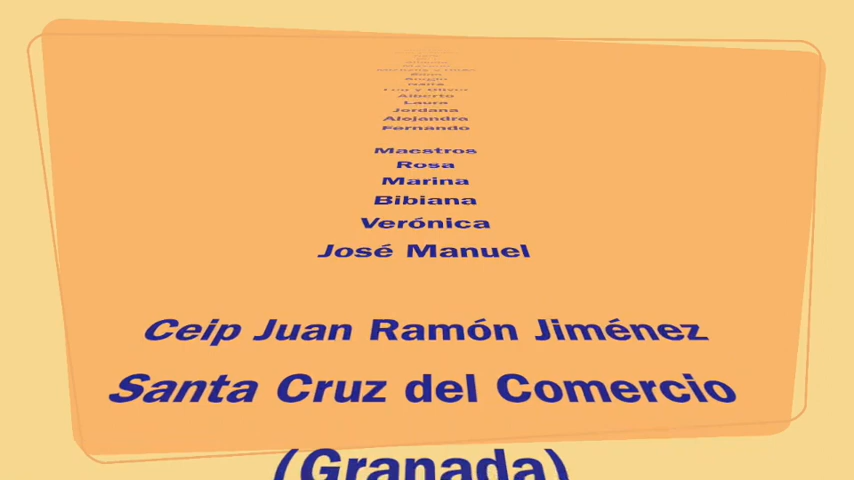 Alberto
Laura
Jordana
Alejandra
Fernando
Maestros
Rosa
Marina
Bibiana
Verónica
José Manuel
Ceip Juan Ramón Jiménez
Santa Cruz del Comercio
(Granada)